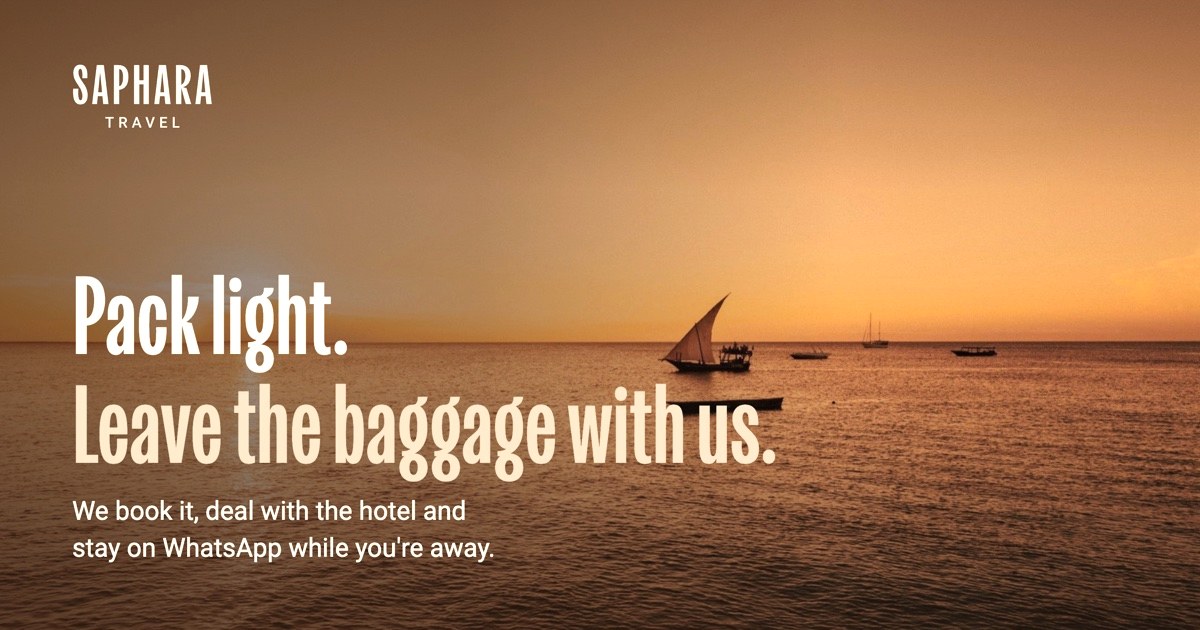 SAPHARA
TRAVEL
Pack light.
Leave the baggage with us.
We book it, deal with the hotel and
stay on WhatsApp while you're away.